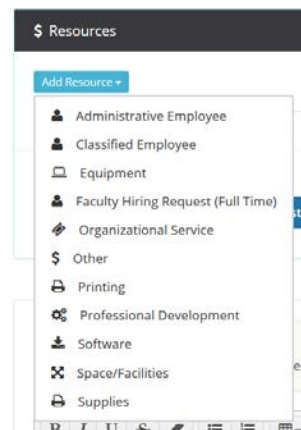 $ Resources
Add Resource
Administrative Employee
Classified Employee
Equipment
Faculty Hiring Request (Full Time)
Organizational Service
$ Other
Printing
Professional Development
Software
Space/Facilities
Supplies
B I U S